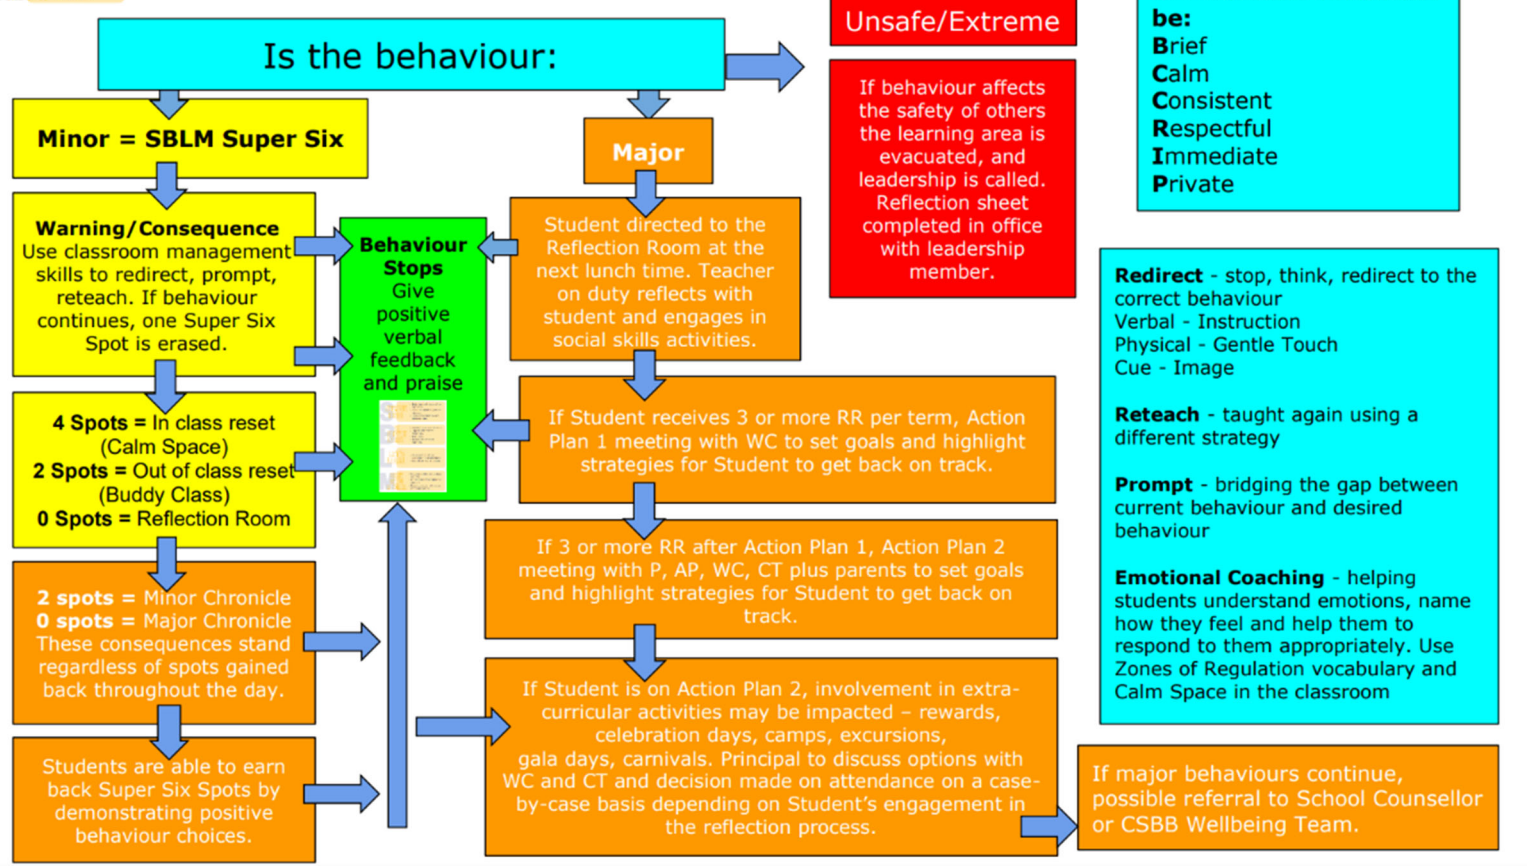 Is the behaviour:
Unsafe/Extreme
be:
Brief
Calm
Consistent
Respectful
Immediate
Private
Minor = SBLM Super Six
Major
If behaviour affects
the safety of others
the learning area is
evacuated, and
leadership is called.
Reflection sheet
completed in office
with leadership
member.
Warning/Consequence
Use classroom management
skills to redirect, prompt,
reteach. If behaviour
continues, one Super Six
Spot is erased.
Behaviour
Stops
Give
positive
verbal
feedback
and praise
Student directed to the
Reflection Room at the
next lunch time. Teacher
on duty reflects with
student and engages in
social skills activities.
4 Spots = In class reset
(Calm Space)
2 Spots = Out of class reset
(Buddy Class)
0 Spots = Reflection Room
If Student receives 3 or more RR per term, Action
Plan 1 meeting with WC to set goals and highlight
strategies for Student to get back on track.
If 3 or more RR after Action Plan 1, Action Plan 2
meeting with P, AP, WC, CT plus parents to set goals
and highlight strategies for Student to get back on
track.
2 spots = Minor Chronicle
0 spots = Major Chronicle
These consequences stand
regardless of spots gained
back throughout the day.
Students are able to earn
back Super Six Spots by
demonstrating positive
behaviour choices.
If Student is on Action Plan 2, involvement in extra-
curricular activities may be impacted – rewards,
celebration days, camps, excursions,
gala days, carnivals. Principal to discuss options with
WC and CT and decision made on attendance on a case-
by-case basis depending on Student's engagement in
the reflection process.
Redirect - stop, think, redirect to the
correct behaviour
Verbal - Instruction
Physical - Gentle Touch
Cue - Image
Reteach - taught again using a
different strategy
Prompt - bridging the gap between
current behaviour and desired
behaviour
Emotional Coaching - helping
students understand emotions, name
how they feel and help them to
respond to them appropriately. Use
Zones of Regulation vocabulary and
Calm Space in the classroom
If major behaviours continue,
possible referral to School Counsellor
or CSBB Wellbeing Team.